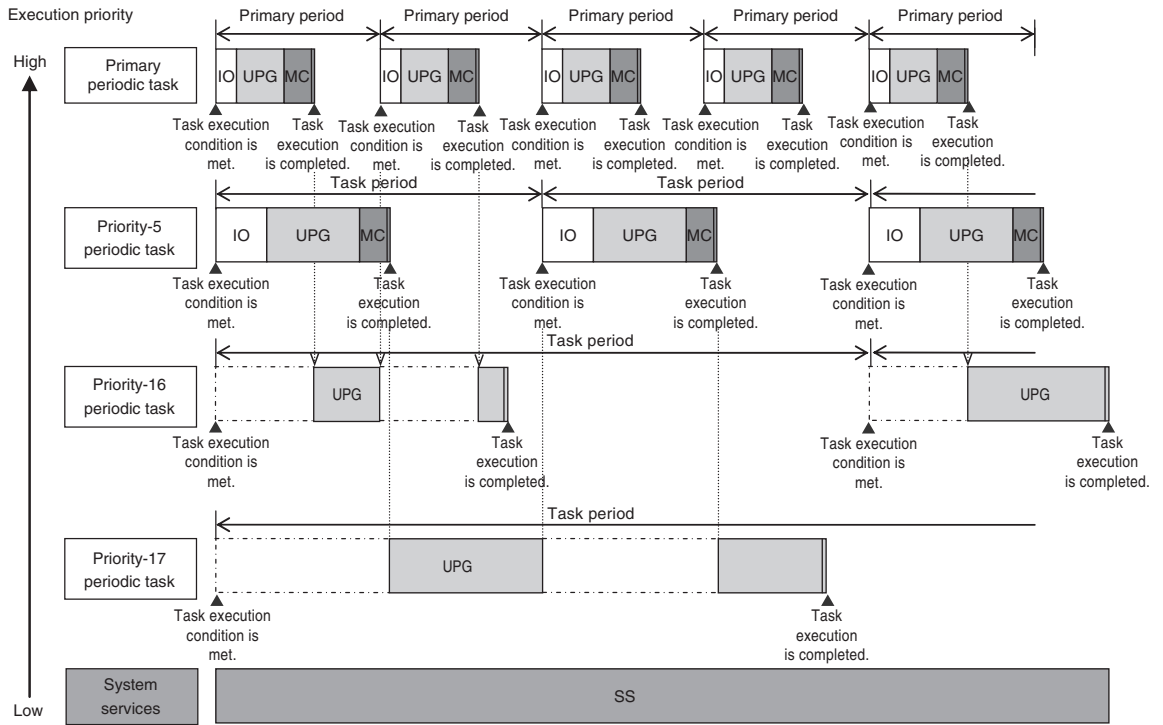 Execution priority
High
Low
Primary period
Primary period
Primary period
Primary period
Primary period
Primary
periodic task
IO
UPG
MC
IO
UPG
MC
IO
UPG
MC
IO
UPG
MC
IO
UPG
MC
Task execution
condition is
met.
Task
execution
is completed.
Task execution
condition is
met.
Task
execution
is completed.
Task execution
condition is
met.
Task
execution
is completed.
Task execution
condition is
met.
Task
execution
is completed.
Task execution
condition is
met.
Task
execution
is completed.
Task period
Task period
Priority-5
periodic task
IO
UPG
MC
IO
UPG
MC
IO
UPG
MC
Task execution
condition is
met.
Task
execution
is completed.
Task execution
condition is
met.
Task
execution
is completed.
Task execution
condition is
met.
Task
execution
is completed.
Task period
Priority-16
periodic task
UPG
UPG
Task execution
condition is
met.
Task
execution
is completed.
Task execution
condition is
met.
Task
execution
is completed.
Task period
Priority-17
periodic task
UPG
Task execution
condition is
met.
Task
execution
is completed.
System
services
SS